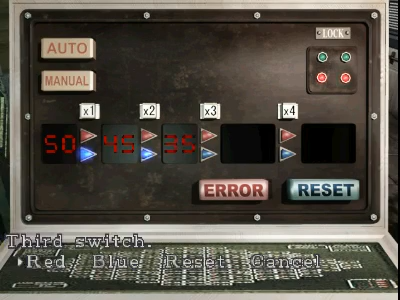 LOCK
AUTO
MANUAL
x1 x2 x3 x4
50 45 35
ERROR RESET
Third switch.
Red Blue Reset Cancel